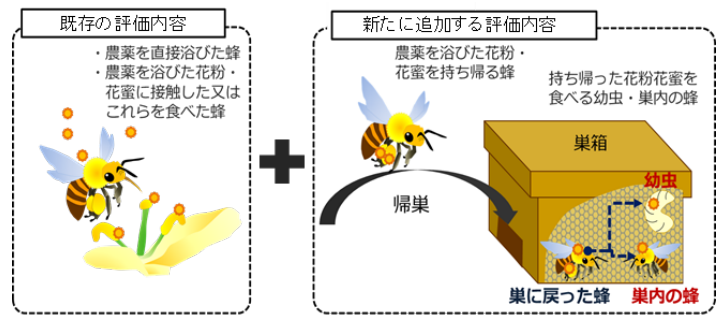 既存の評価内容
・農薬を直接浴びた蜂
・農薬を浴びた花粉・
花蜜に接触した又は
これらを食べた蜂
新たに追加する評価内容
農薬を浴びた花粉・
花蜜を持ち帰る蜂
持ち帰った花粉花蜜を
食べる幼虫・巣内の蜂
巣箱
幼虫
帰巣
巣に戻った蜂
巣内の蜂